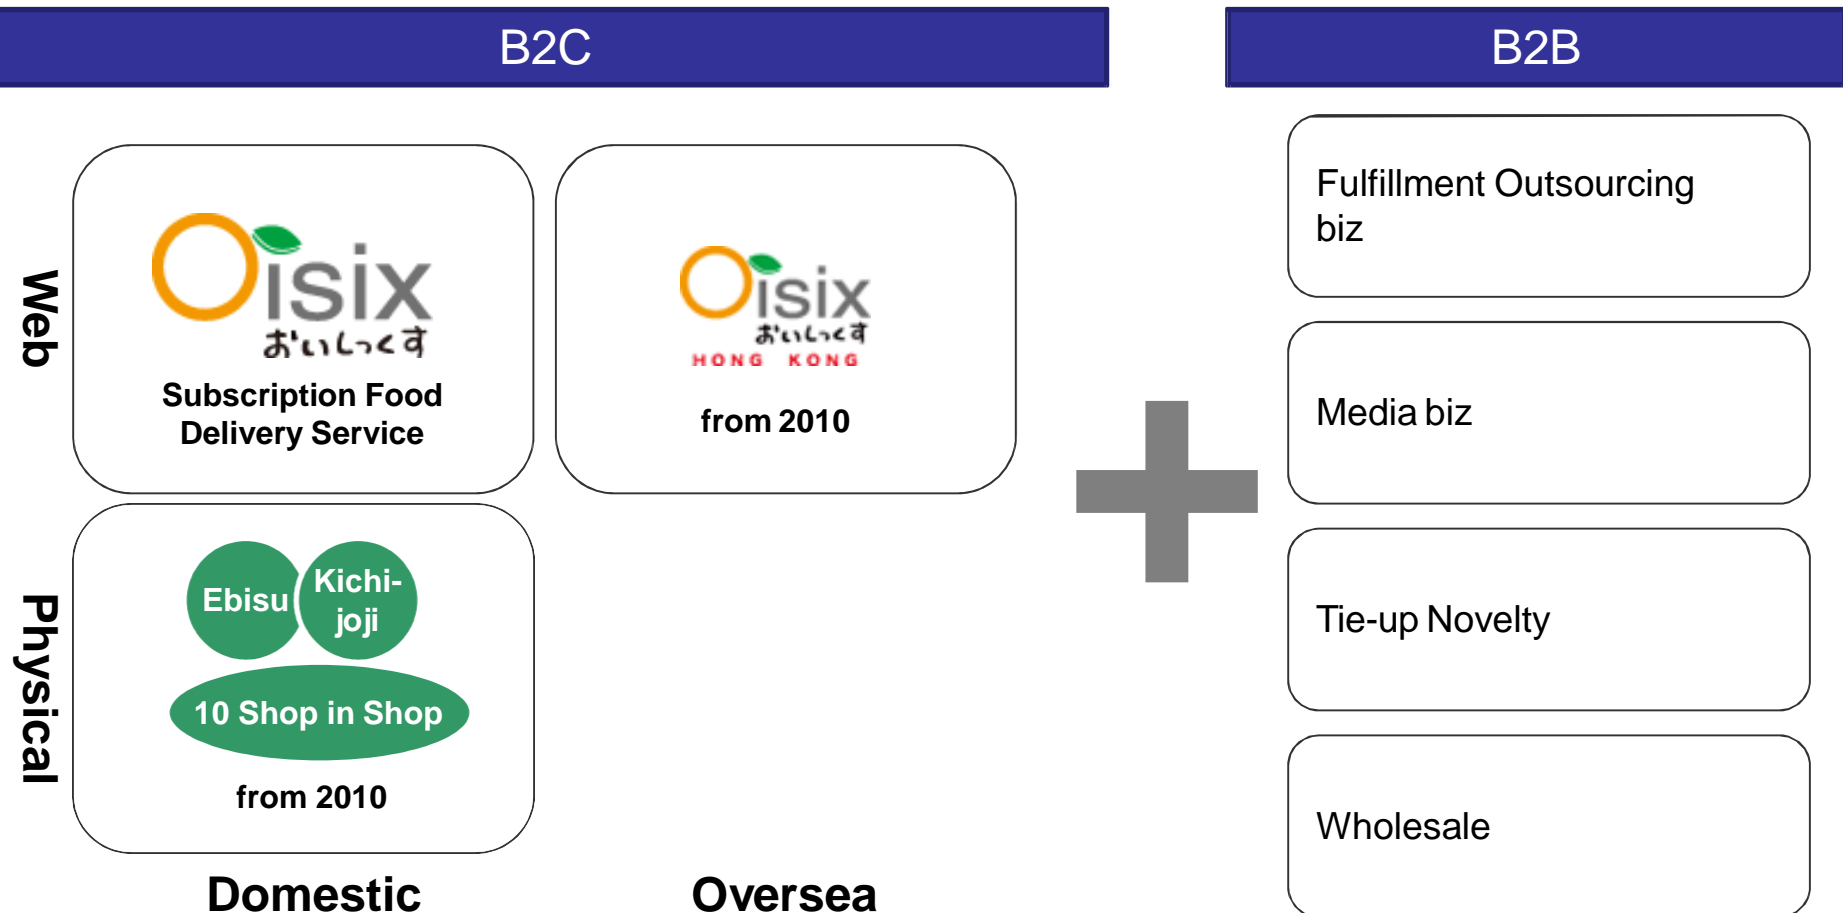 B2C
B2B
Web
Oisix
おいしっくす
Subscription Food
Delivery Service
Oisix
おいしっくす
HONG KONG
from 2010
Physical
Ebisu
Kichi-
joji
10 Shop in Shop
from 2010
Domestic
Oversea
Fulfillment Outsourcing
biz
Media biz
Tie-up Novelty
Wholesale